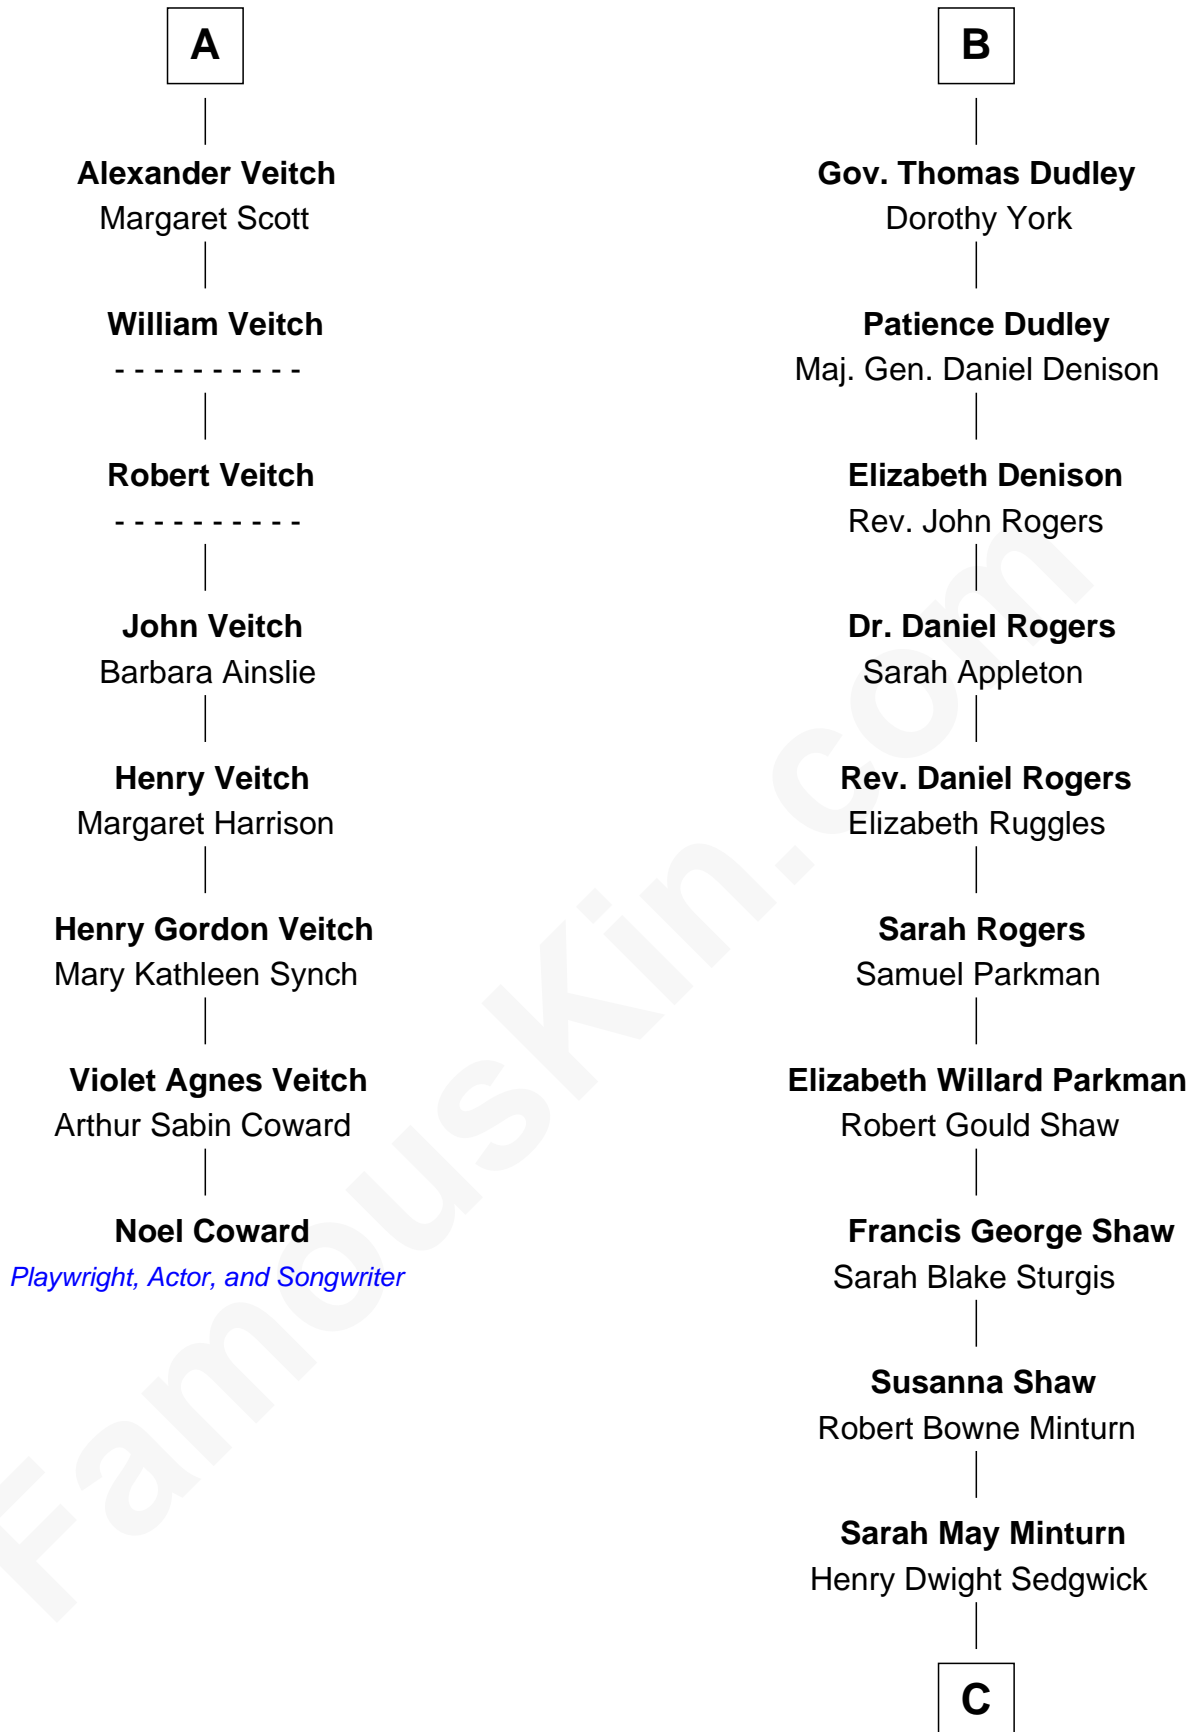 A
Alexander Veitch
Margaret Scott
William Veitch
- - - - - - - - - -
Robert Veitch
- - - - - - - - - -
John Veitch
Barbara Ainslie
Henry Veitch
Margaret Harrison
Henry Gordon Veitch
Mary Kathleen Synch
Violet Agnes Veitch
Arthur Sabin Coward
Noel Coward
Playwright, Actor, and Songwriter
B
Gov. Thomas Dudley
Dorothy York
Patience Dudley
Maj. Gen. Daniel Denison
Elizabeth Denison
Rev. John Rogers
Dr. Daniel Rogers
Sarah Appleton
Rev. Daniel Rogers
Elizabeth Ruggles
Sarah Rogers
Samuel Parkman
Elizabeth Willard Parkman
Robert Gould Shaw
Francis George Shaw
Sarah Blake Sturgis
Susanna Shaw
Robert Bowne Minturn
Sarah May Minturn
Henry Dwight Sedgwick
C
FamousKin.com